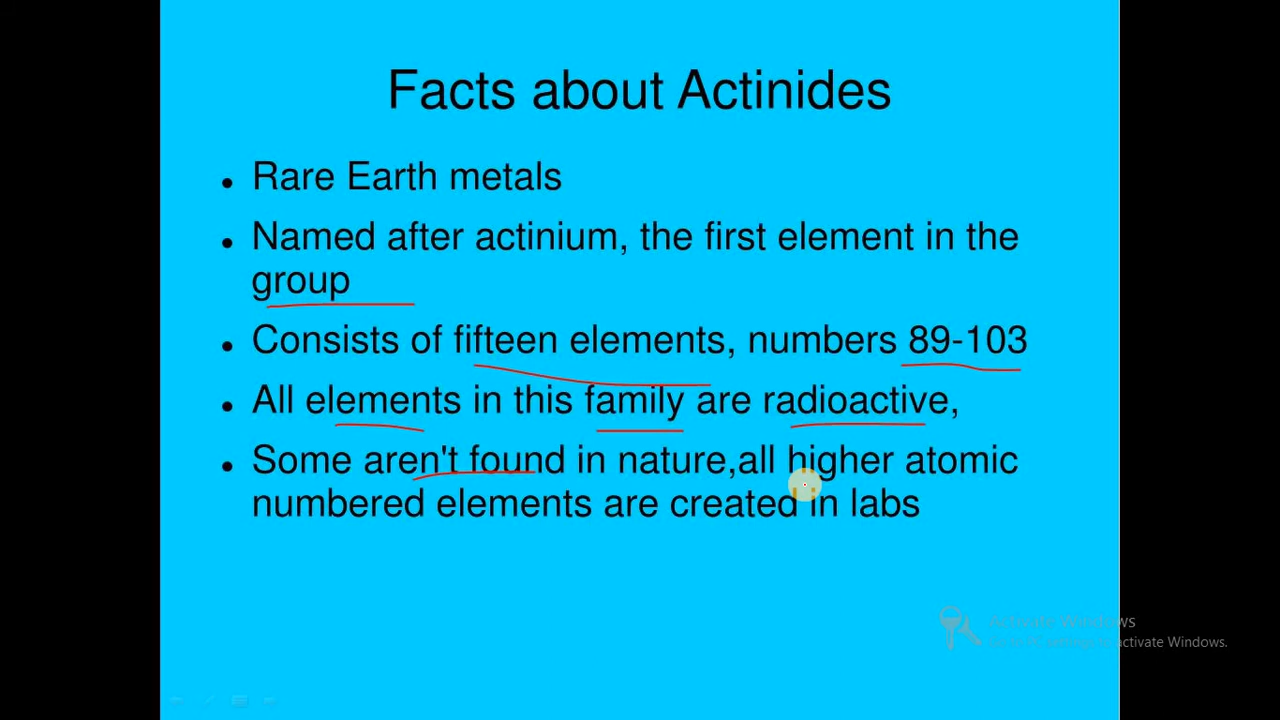 Facts about Actinides
• Rare Earth metals
• Named after actinium, the first element in the
group
• Consists of fifteen elements, numbers 89-103
• All elements in this family are radioactive,
• Some aren't found in nature,all higher atomic
numbered elements are created in labs
Activate Windows
Go to PC settings to activate Windows.